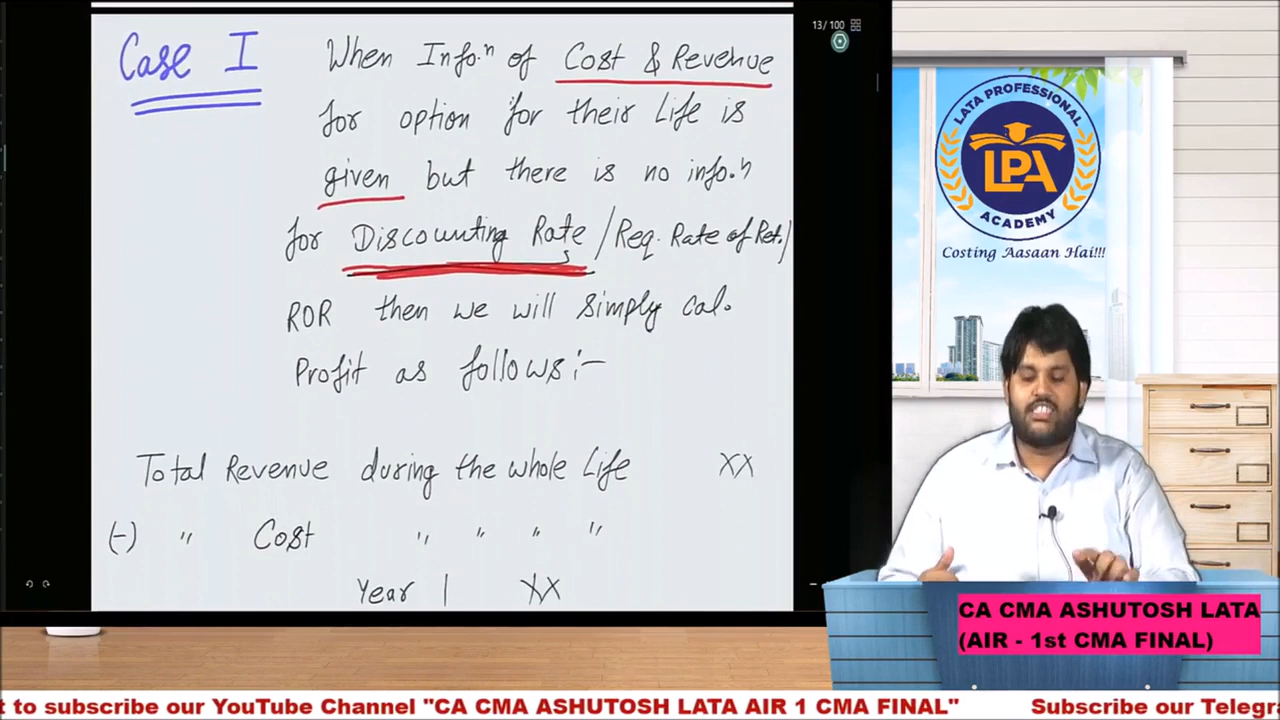 13/100
Case I
When Info.ⁿ of Cost & Revenue
for option for their Life is
given but there is no info.ⁿ
for Discounting Rate /Req. Rate of Ret./
ROR then we will simply cal.
Profit as follows :-
Total Revenue during the whole Life XX
(-) " Cost " " " "
Year 1 XX
LATA PROFESSIONAL
LPA
ACADEMY
Costing Aasaan Hai!!!
CA CMA ASHUTOSH LATA
(AIR - 1st CMA FINAL)
t to subscribe our YouTube Channel "CA CMA ASHUTOSH LATA AIR 1 CMA FINAL" Subscribe our Telegra